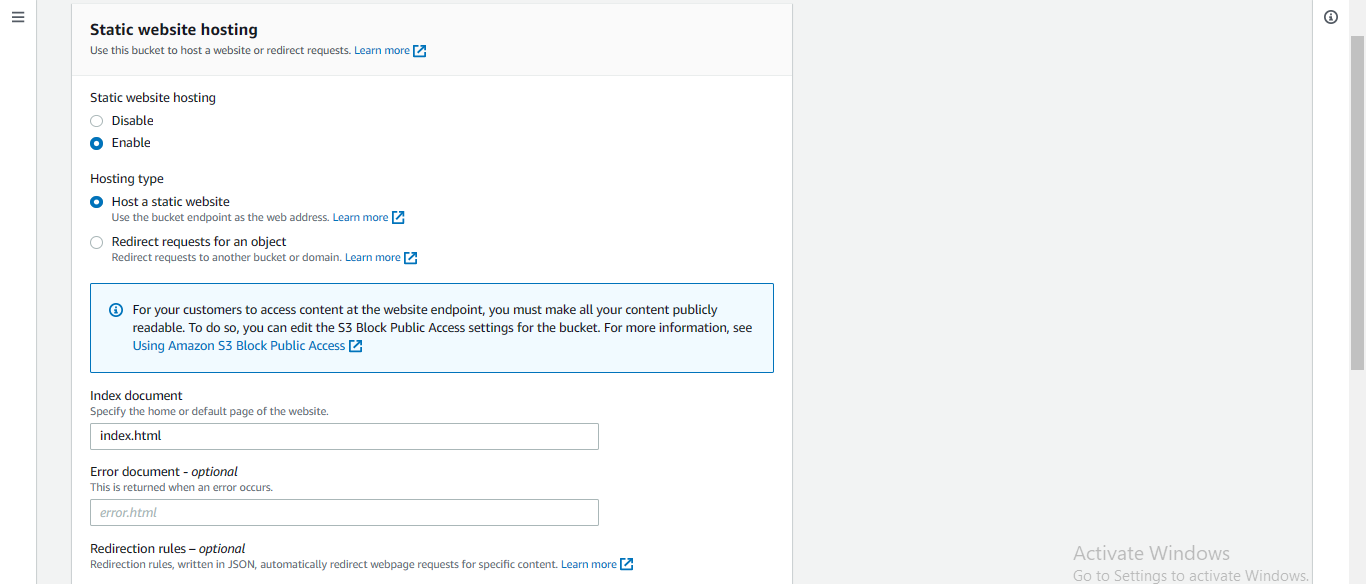 Static website hosting
Use this bucket to host a website or redirect requests. Learn more
Static website hosting
Disable
Enable
Hosting type
Host a static website
Use the bucket endpoint as the web address. Learn more
Redirect requests for an object
Redirect requests to another bucket or domain. Learn more
For your customers to access content at the website endpoint, you must make all your content publicly
readable. To do so, you can edit the S3 Block Public Access settings for the bucket. For more information, see
Using Amazon S3 Block Public Access
Index document
Specify the home or default page of the website.
index.html
Error document - optional
This is returned when an error occurs.
error.html
Redirection rules – optional
Redirection rules, written in JSON, automatically redirect webpage requests for specific content. Learn more
Activate Windows
Go to Settings to activate Windows.